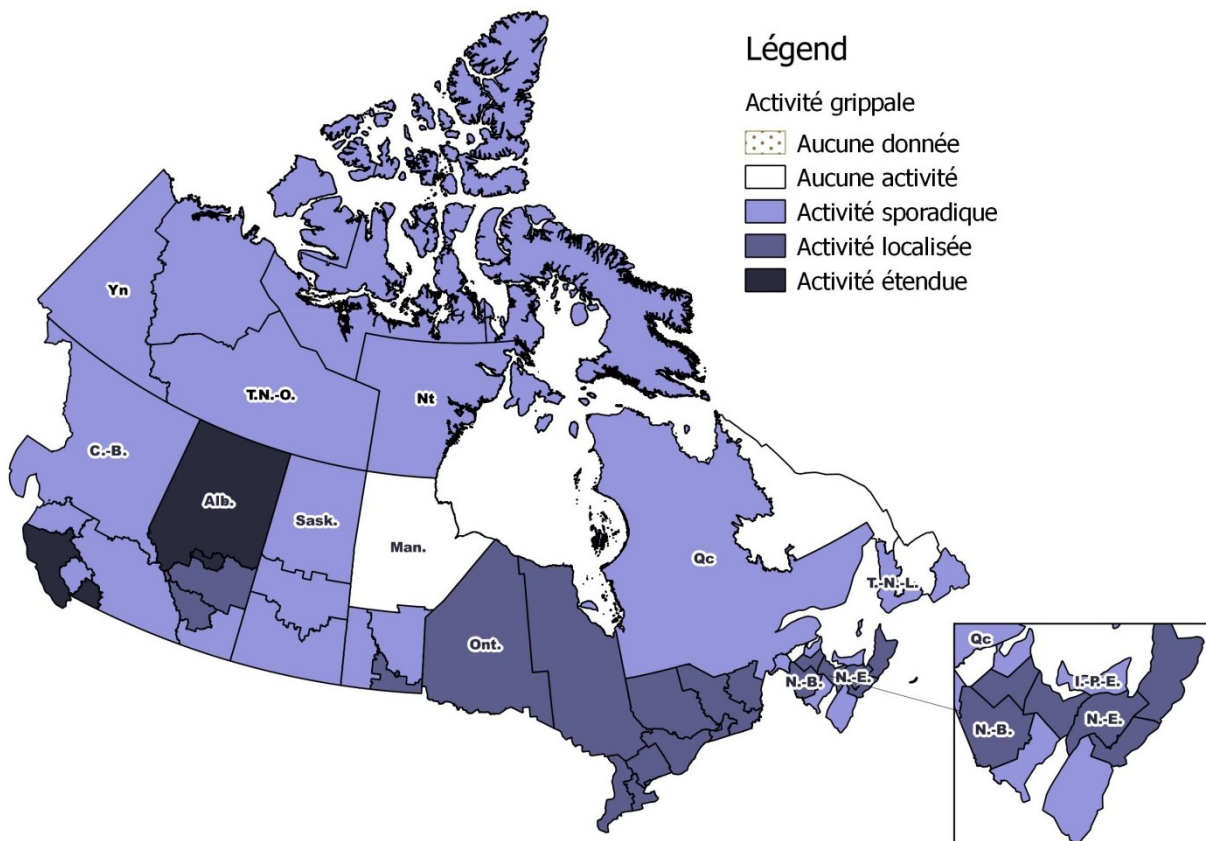 Légend
Activité grippale
Aucune donnée
Aucune activité
Activité sporadique
Activité localisée
Activité étendue
Yn
T.N.-O.
Nt
C.-B.
Alb.
Sask.
Man.
Qc
Ont.
T.-N.-L.
N.-B.
N.-E.
Qc
I.-P.-E.
N.-B.
N.-E.